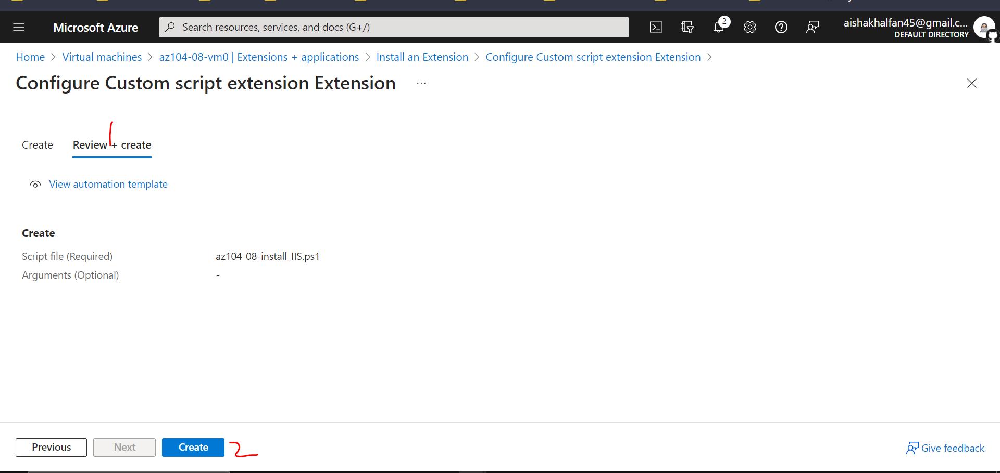 Microsoft Azure
Search resources, services, and docs (G+/)
2
aishakhalfan45@gmail.c...
DEFAULT DIRECTORY
Home > Virtual machines > az104-08-vm0 | Extensions + applications > Install an Extension > Configure Custom script extension Extension >
Configure Custom script extension Extension ...
1
Create Review + create
View automation template
Create
Script file (Required) az104-08-install_IIS.ps1
Arguments (Optional) -
Previous Next Create 2 Give feedback